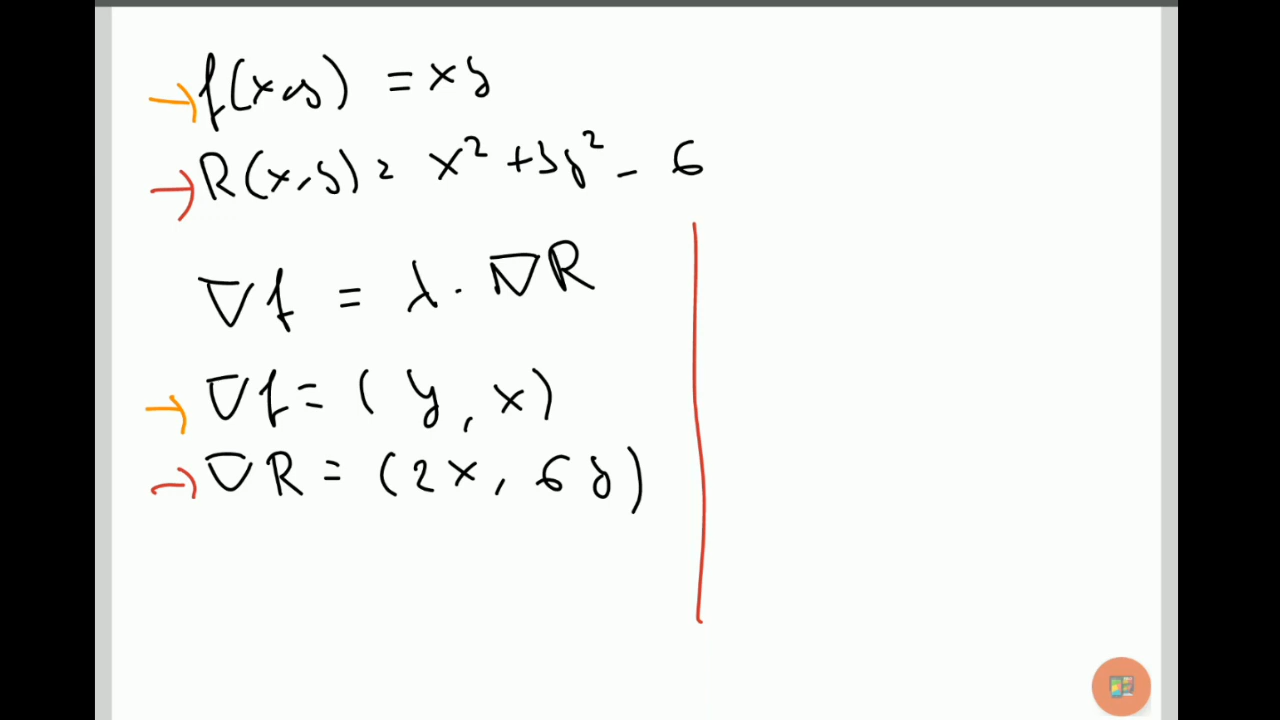 f(x,y) = xy
R(x,y) = x² + 3y² - 6
∇f = λ · ∇R
∇f = (y, x)
∇R = (2x, 6y)